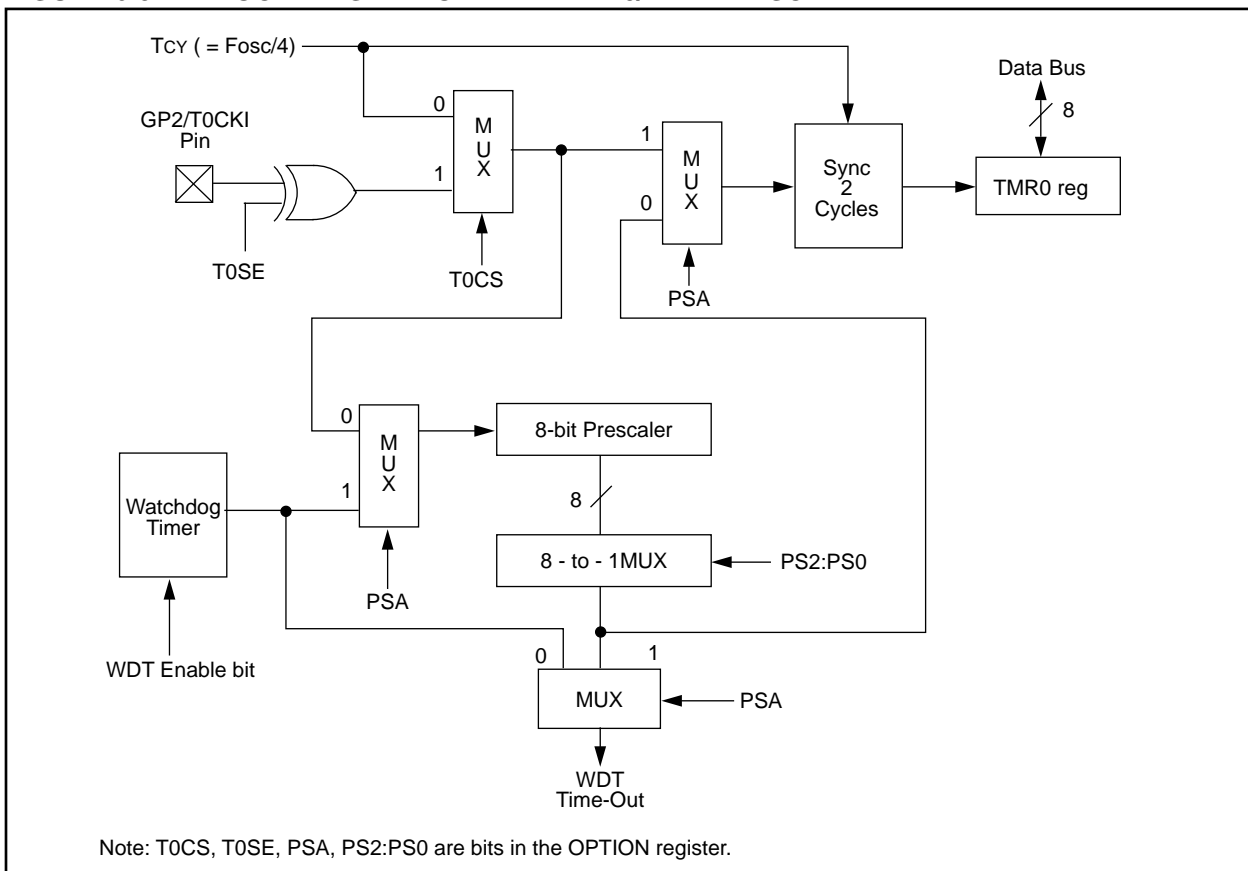 TCY ( = Fosc/4)
Data Bus
8
GP2/T0CKI
Pin
0
1
M
U
X
T0CS
T0SE
1
0
M
U
X
PSA
Sync
2
Cycles
TMR0 reg
0
1
M
U
X
PSA
8-bit Prescaler
8
8 - to - 1MUX
PS2:PS0
Watchdog
Timer
WDT Enable bit
0
1
MUX
PSA
WDT
Time-Out
Note: T0CS, T0SE, PSA, PS2:PS0 are bits in the OPTION register.